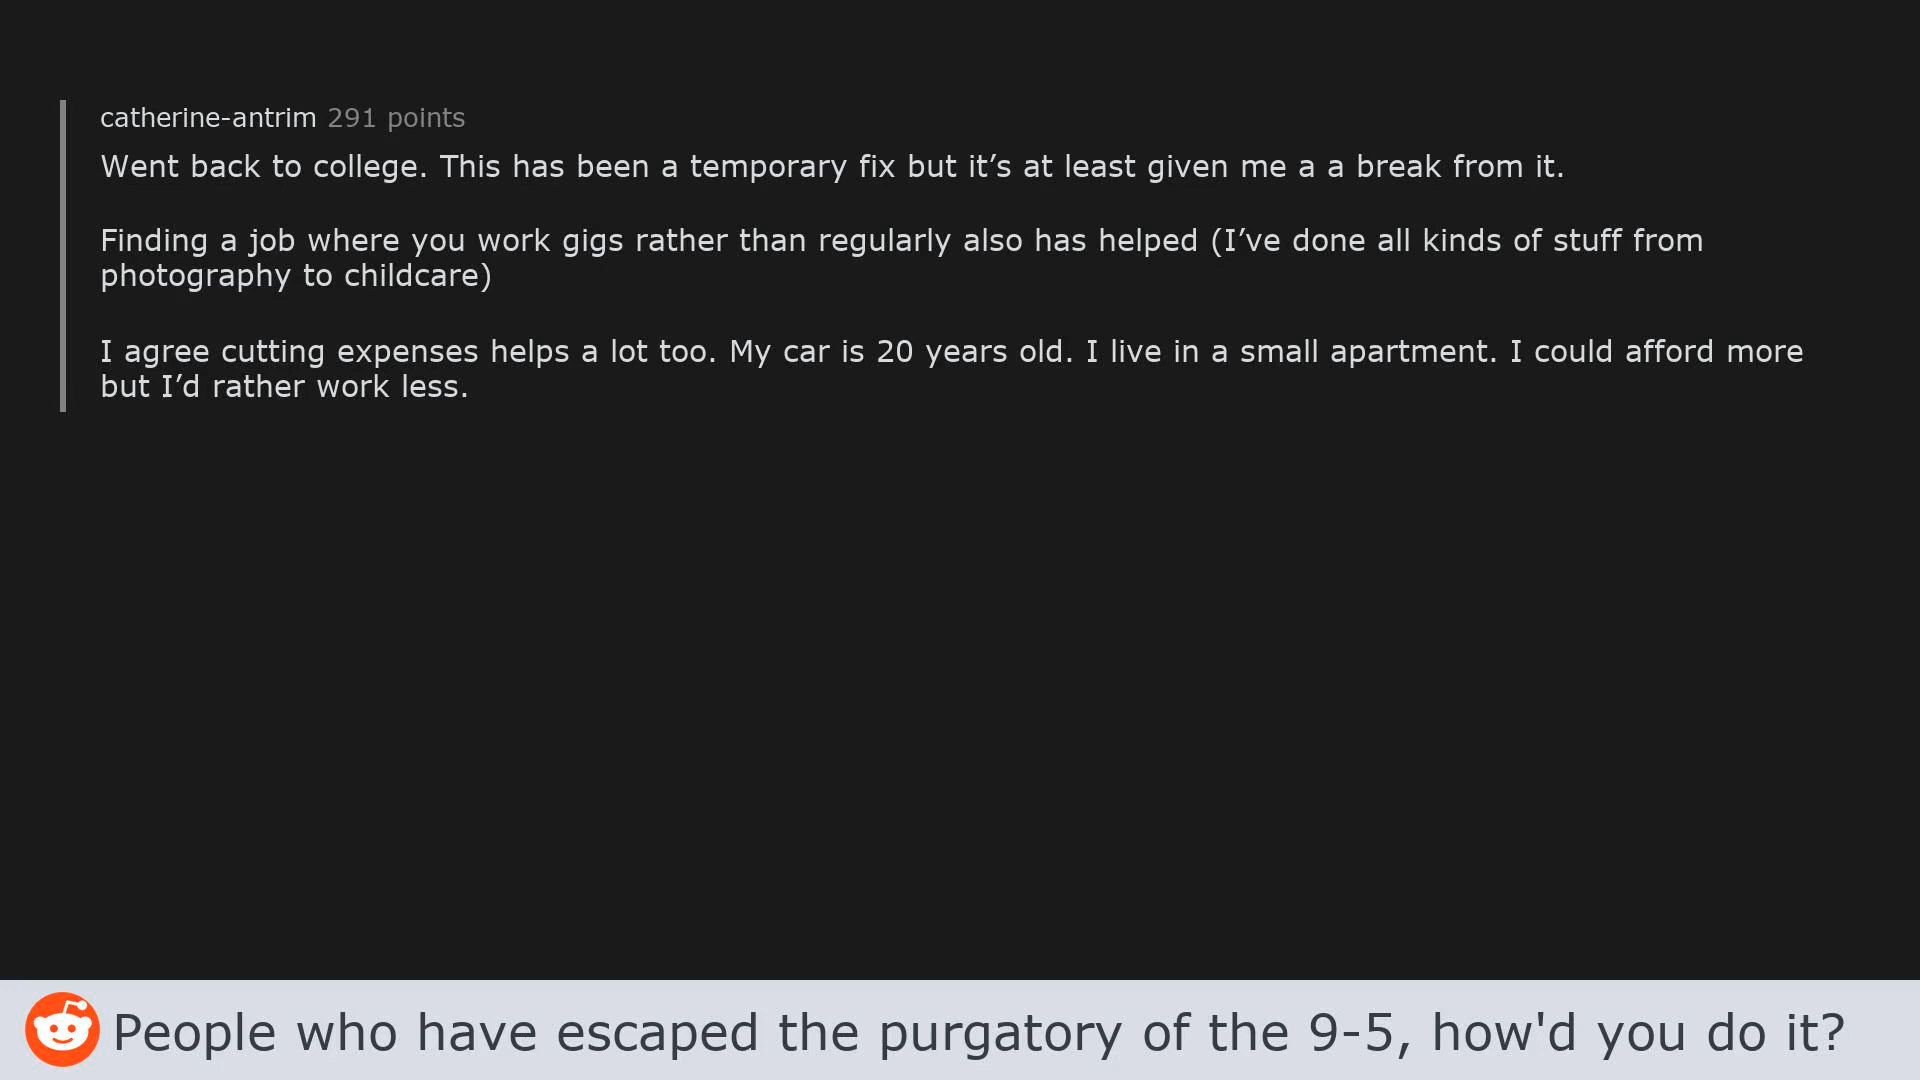 catherine-antrim 291 points
Went back to college. This has been a temporary fix but it’s at least given me a a break from it.
Finding a job where you work gigs rather than regularly also has helped (I’ve done all kinds of stuff from
photography to childcare)
I agree cutting expenses helps a lot too. My car is 20 years old. I live in a small apartment. I could afford more
but I’d rather work less.
People who have escaped the purgatory of the 9-5, how'd you do it?